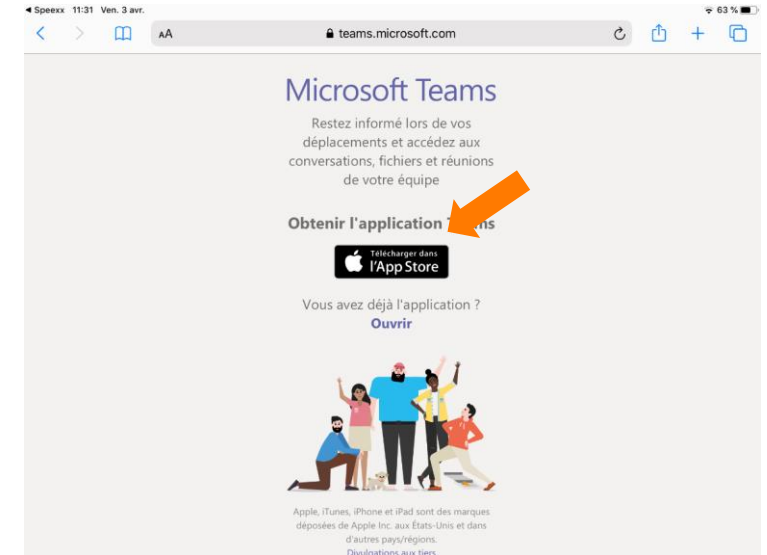 ◄ Speexx 11:31 Ven. 3 avr. 63 %
AA teams.microsoft.com
Microsoft Teams
Restez informé lors de vos
déplacements et accédez aux
conversations, fichiers et réunions
de votre équipe
Obtenir l'application
Télécharger dans
l'App Store
Vous avez déjà l'application ?
Ouvrir
Apple, iTunes, iPhone et iPad sont des marques
déposées de Apple Inc. aux États-Unis et dans
d'autres pays/régions.
Divulgations aux tiers